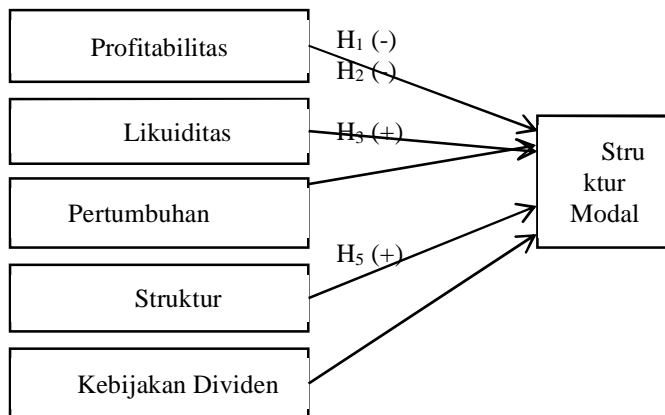 Profitabilitas
H₁ (-)
H₂ (-)
Likuiditas
H₃ (+)
Stru
ktur
Modal
Pertumbuhan
H₅ (+)
Struktur
Kebijakan Dividen